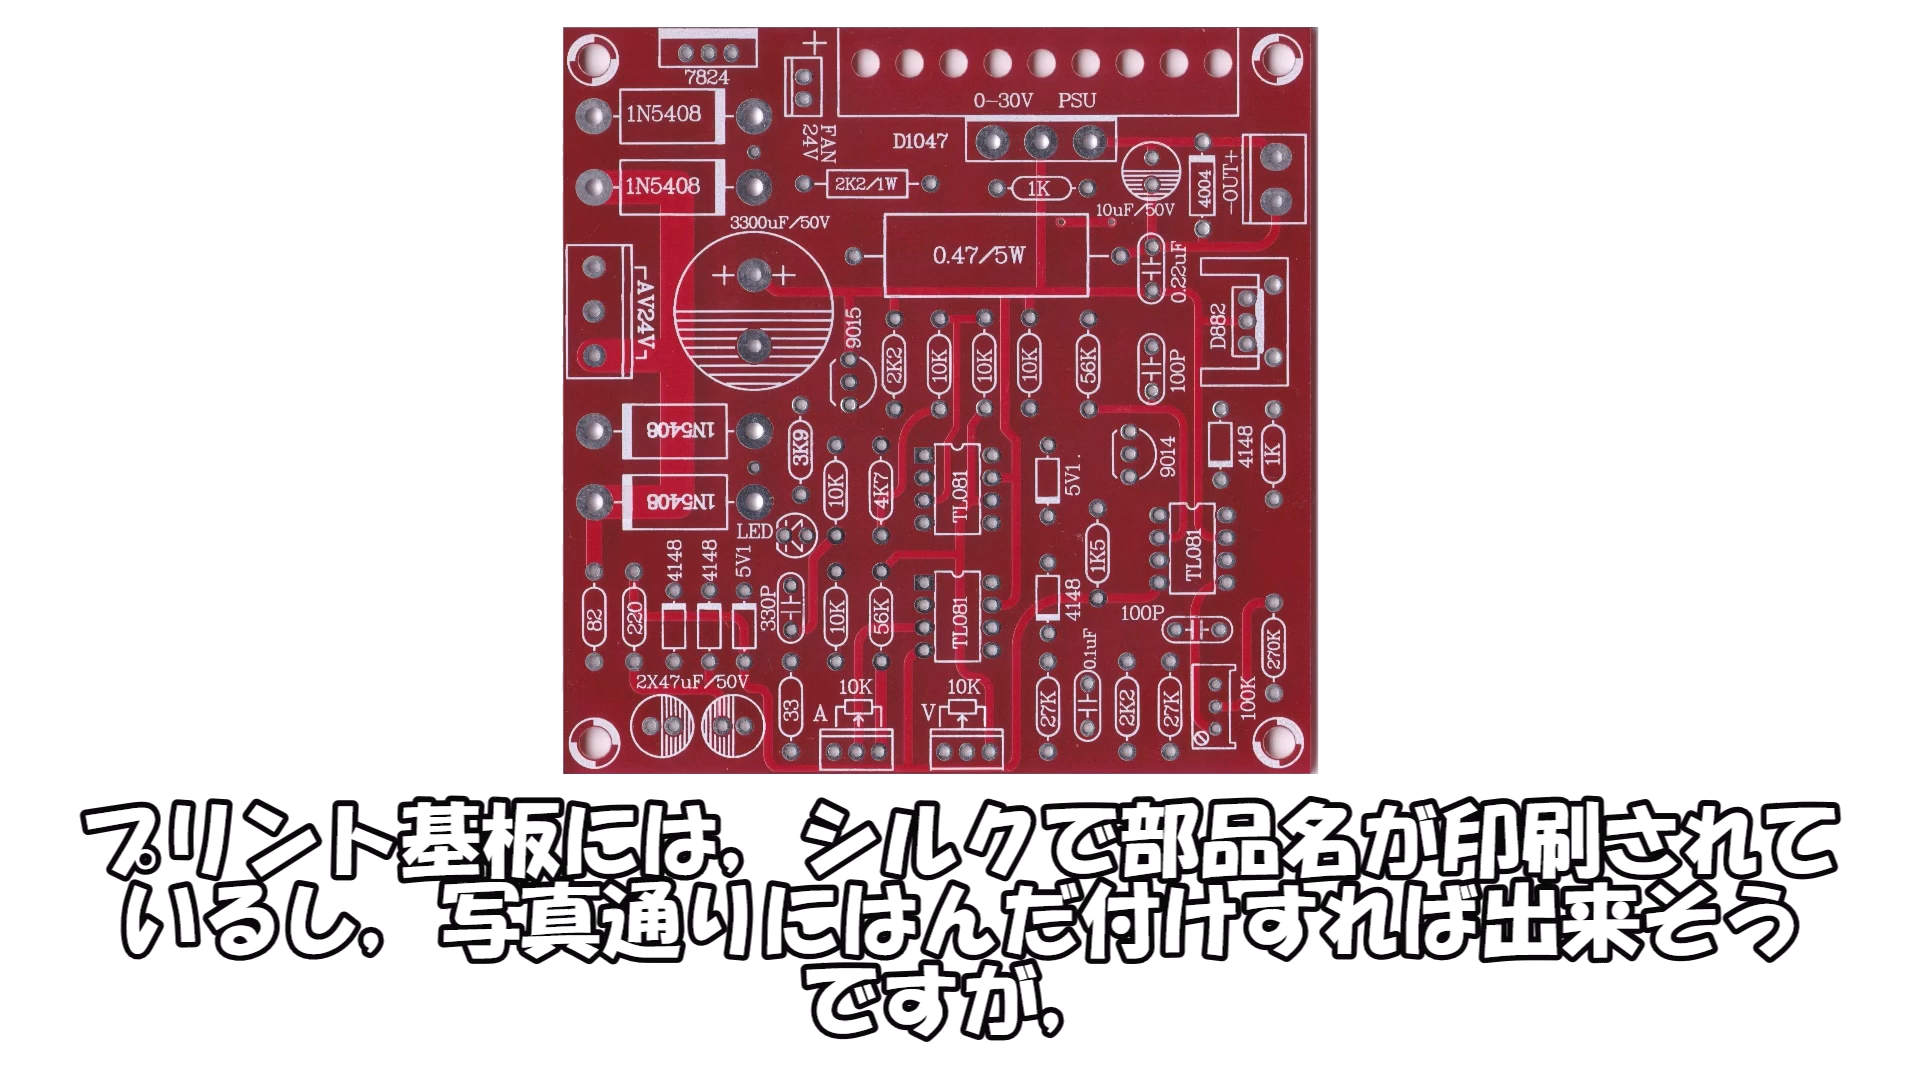 7824
+
0-30V PSU
1N5408
FAN
24V
D1047
-OUT+
1N5408
2K2/1W
1K
4004
10uF/50V
3300uF/50V
+ +
0.47/5W
0.22uF
AV24V
D882
9015
2K2
10K
10K
10K
56K
100P
1N5408
3K9
10K
4K7
TL081
5V1.
9014
4148
1K
1N5408
LED
1K5
TL081
4148
4148
5V1
330P
82
220
10K
56K
TL081
4148
100P
270K
2X47uF/50V
33
10K
A
10K
V
27K
0.1uF
2K2
27K
100K
プリント基板には，シルクで部品名が印刷されて
いるし，写真通りにはんだ付けすれば出来そう
ですが，